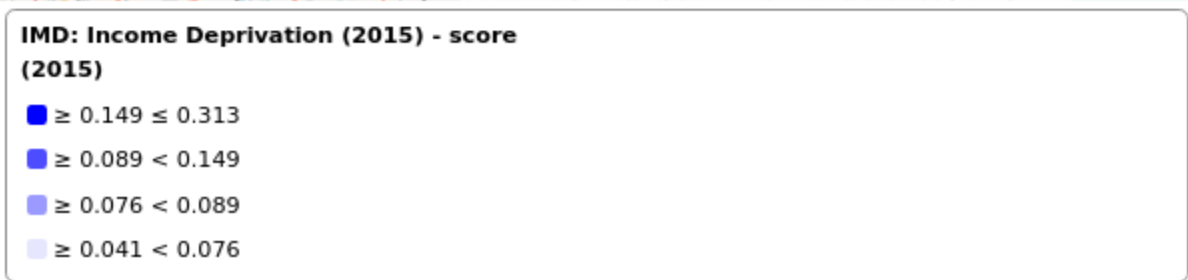 IMD: Income Deprivation (2015) - score
(2015)
≥ 0.149 ≤ 0.313
≥ 0.089 < 0.149
≥ 0.076 < 0.089
≥ 0.041 < 0.076